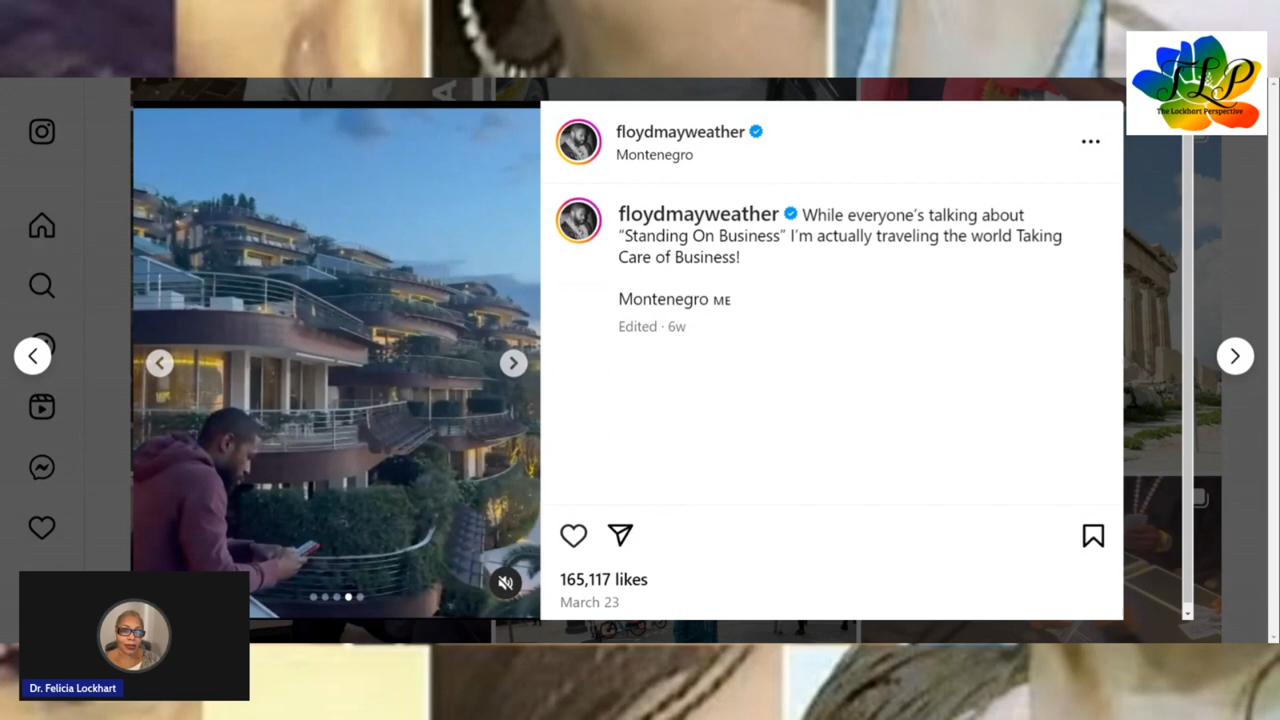 TLP
The Lockhart Perspective
floydmayweather
Montenegro
floydmayweather While everyone's talking about
"Standing On Business" I'm actually traveling the world Taking
Care of Business!
Montenegro ME
Edited · 6w
165,117 likes
March 23
Dr. Felicia Lockhart